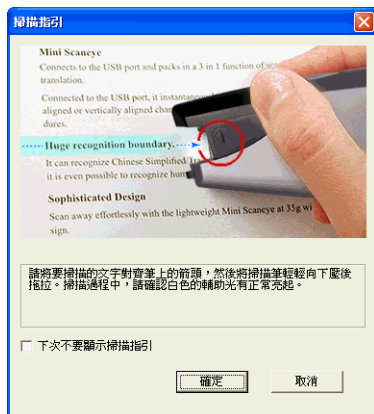 掃描指引
Mini Scaneye
Connects to the USB port and packs in a 3 in 1 function of
translation.
Connected to the USB port, it
aligned or vertically aligned
dures.
Huge recognition boundary.
It can recognize Chinese Simplified
it is even possible to recognize
Sophisticated Design
Scan away effortlessly with the lightweight Mini Scaneye at 35g
sign.
請將要掃描的文字對齊筆上的箭頭，然後將掃描筆輕輕向下壓後
拖拉。掃描過程中，請確認白色的輔助光有正常亮起。
下次不要顯示掃描指引
確定
取消